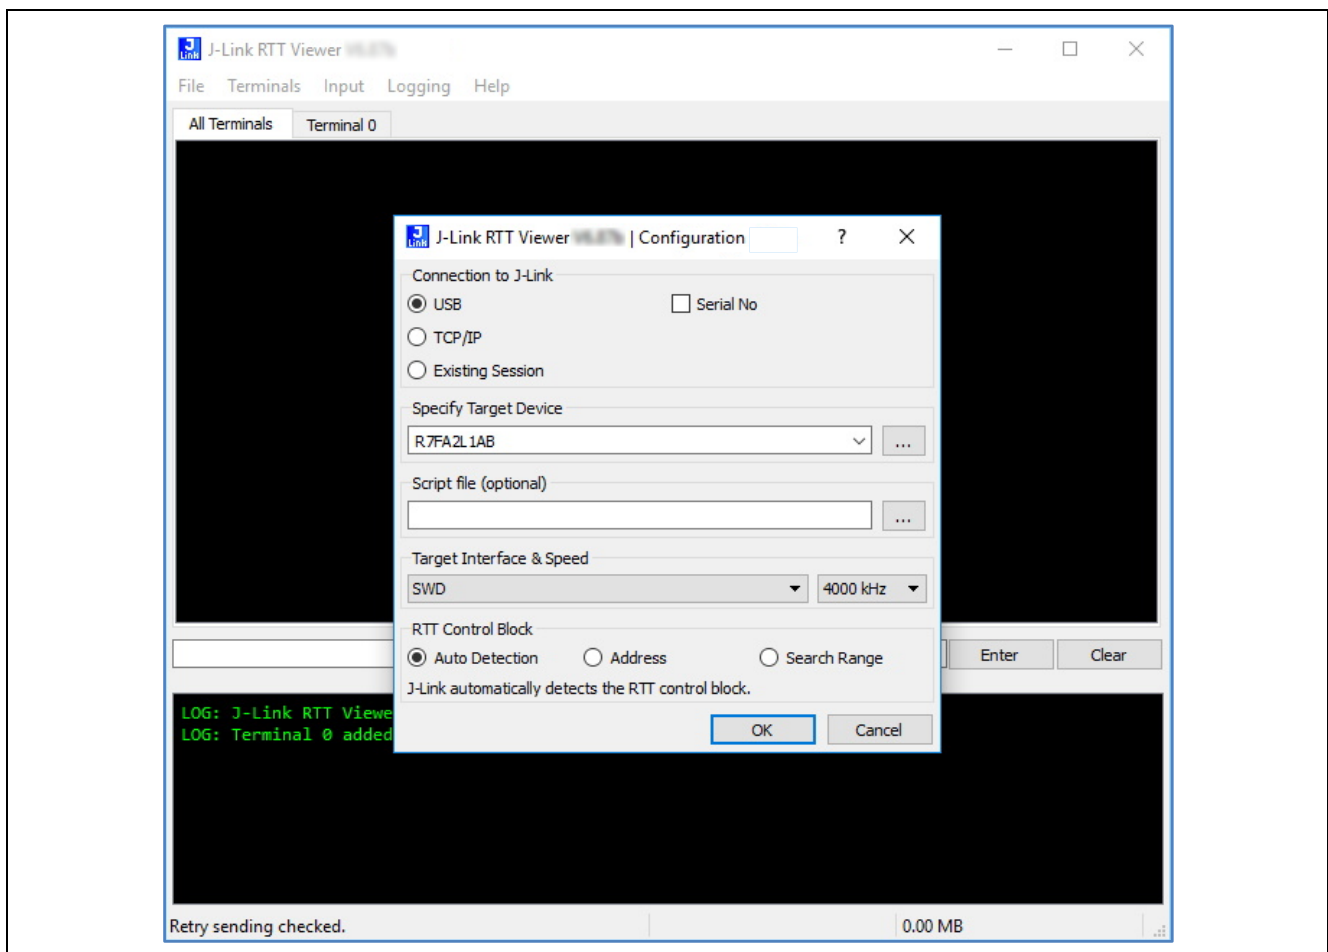 J-Link RTT Viewer
File Terminals Input Logging Help
All Terminals Terminal 0
J-Link RTT Viewer | Configuration ?
Connection to J-Link
USB Serial No
TCP/IP
Existing Session
Specify Target Device
R7FA2L1AB ...
Script file (optional)
...
Target Interface & Speed
SWD 4000 kHz
RTT Control Block
Auto Detection Address Search Range
J-Link automatically detects the RTT control block.
OK Cancel
Enter Clear
LOG: J-Link RTT Viewe
LOG: Terminal 0 added
Retry sending checked. 0.00 MB